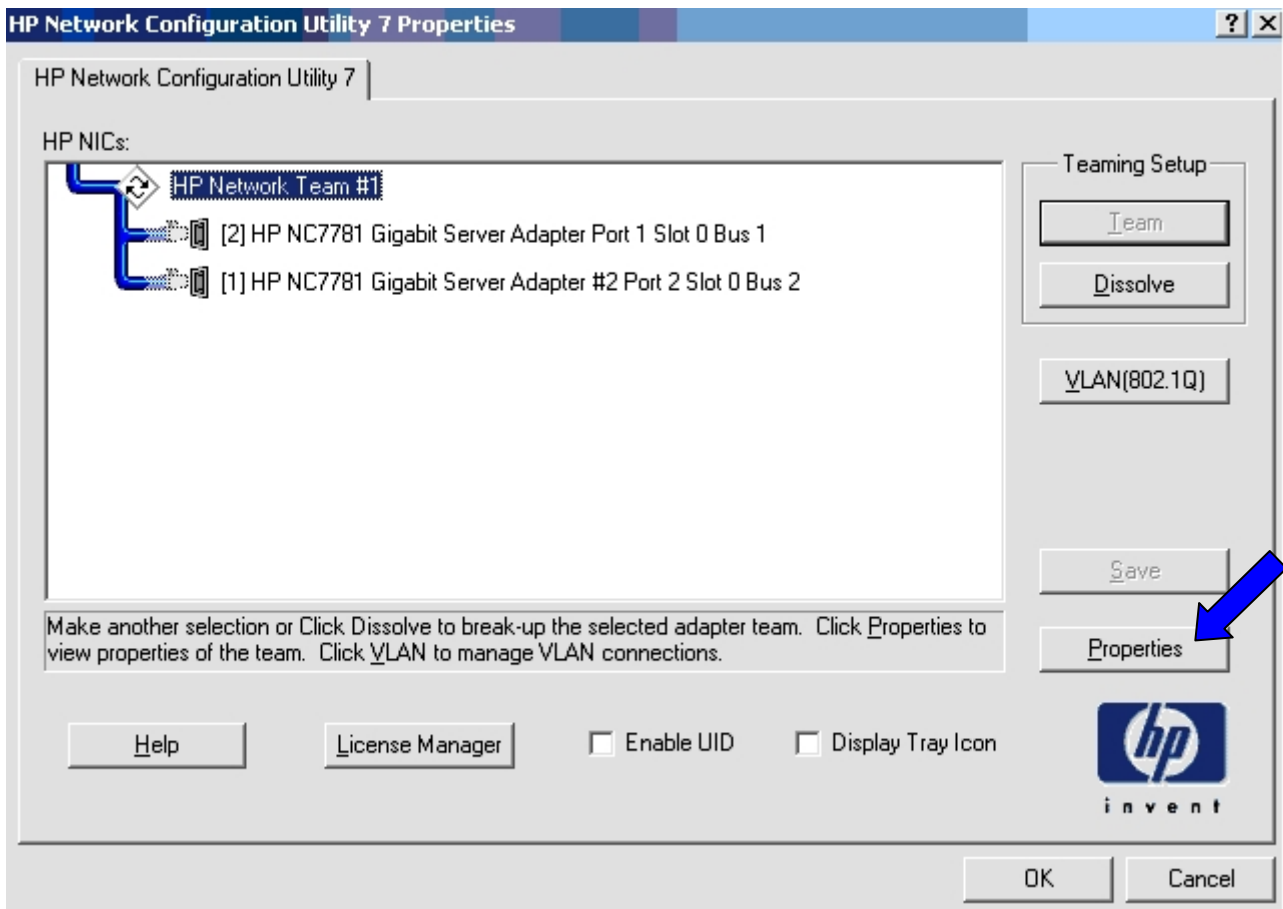 HP Network Configuration Utility 7 Properties
HP Network Configuration Utility 7
HP NICs:
HP Network Team #1
[2] HP NC7781 Gigabit Server Adapter Port 1 Slot 0 Bus 1
[1] HP NC7781 Gigabit Server Adapter #2 Port 2 Slot 0 Bus 2
Teaming Setup
Team
Dissolve
VLAN(802.1Q)
Save
Make another selection or Click Dissolve to break-up the selected adapter team. Click Properties to
view properties of the team. Click VLAN to manage VLAN connections.
Properties
Help
License Manager
Enable UID
Display Tray Icon
hp
invent
OK
Cancel